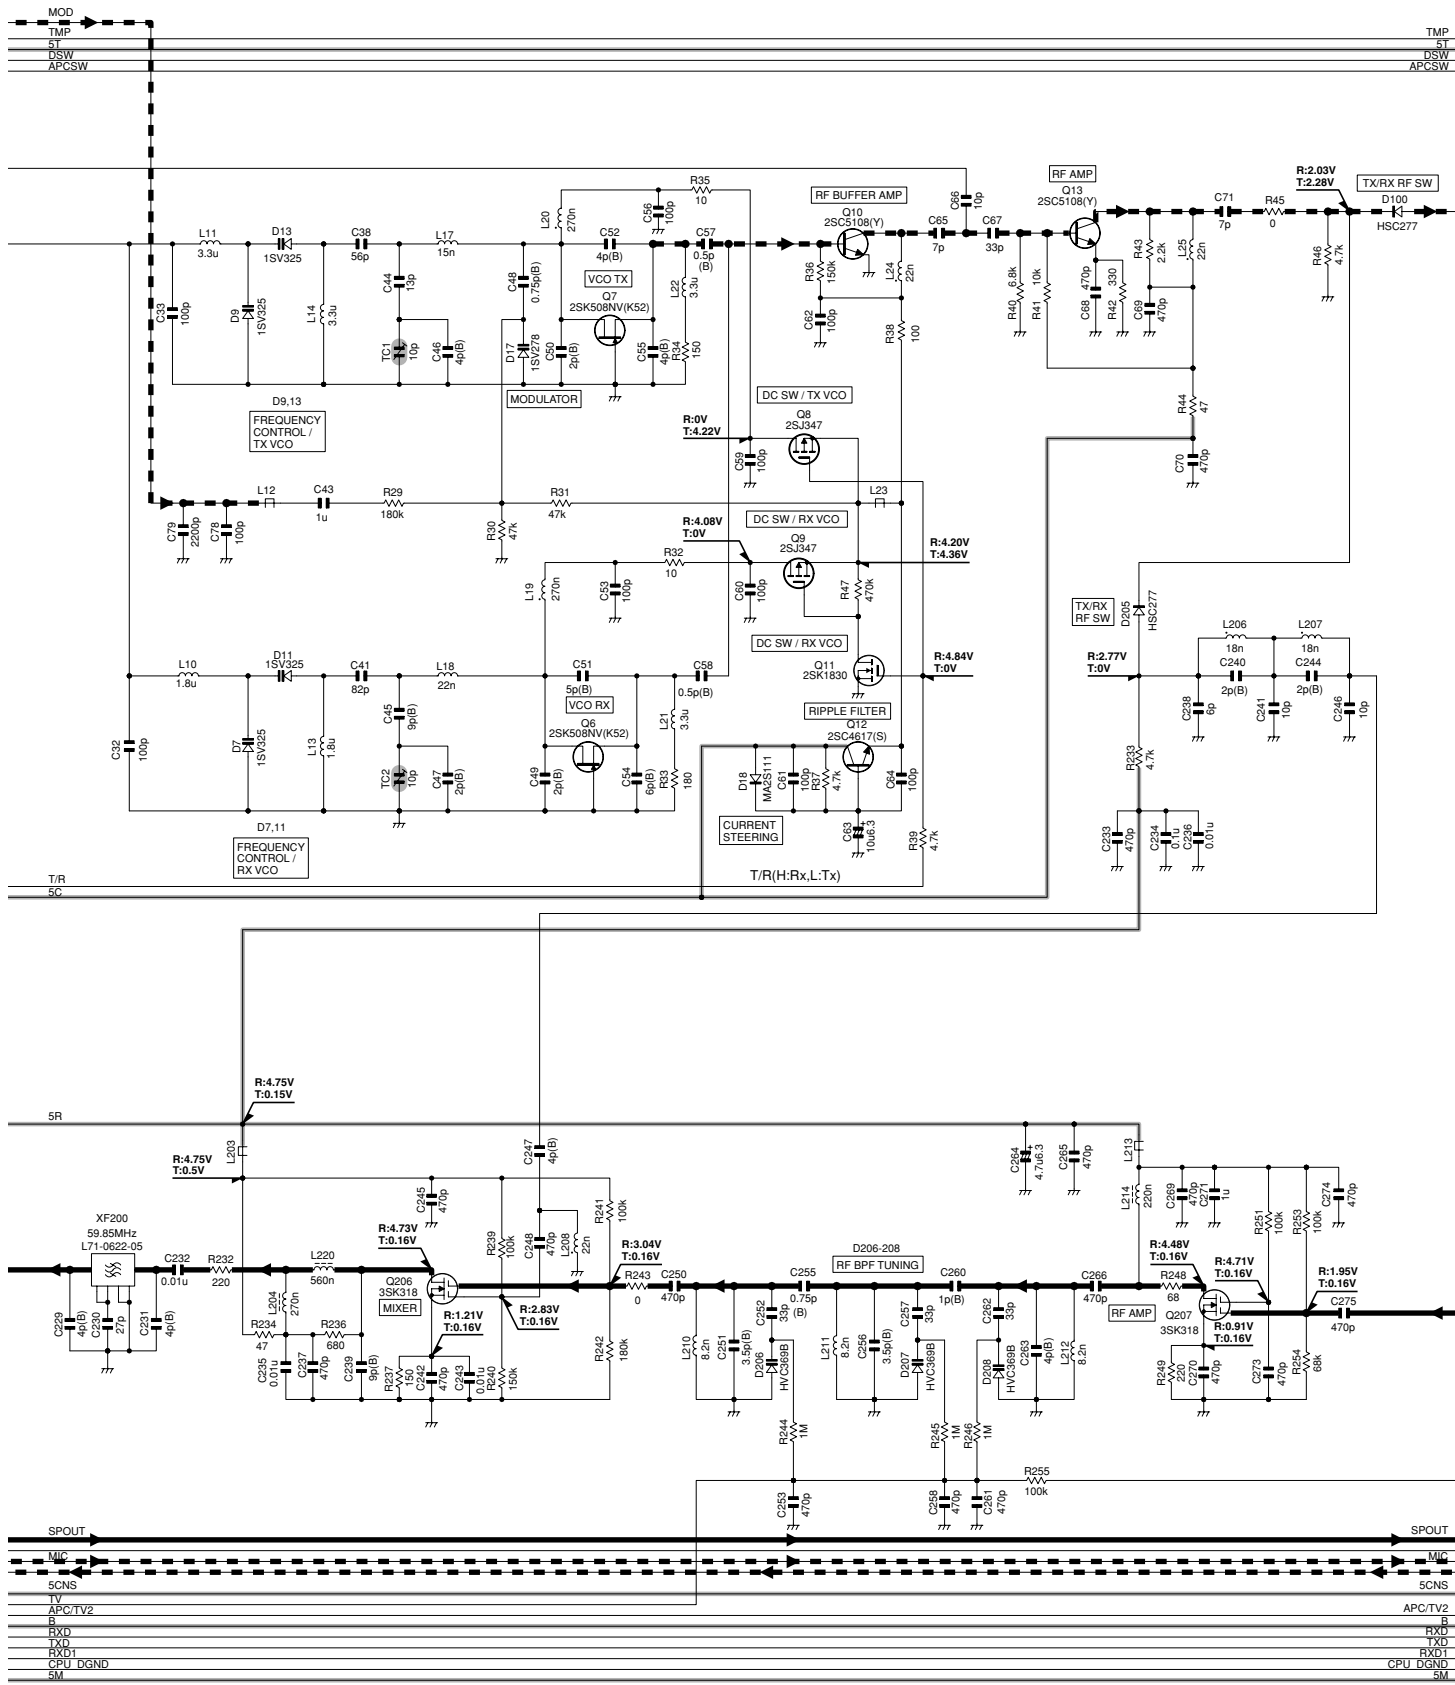 MOD
TMP
TMP
5T
5T
DSW
DSW
APCSW
APCSW
R35
10
C56
100p
L20
270n
RF BUFFER AMP
Q10
2SC5108(Y)
C66
10p
RF AMP
Q13
2SC5108(Y)
R:2.03V
T:2.28V
TX/RX RF SW
D100
HSC277
C71
7p
R45
0
L11
3.3u
D13
1SV325
C38
56p
L17
15n
C52
4p(B)
C57
0.5p
(B)
C65
7p
C67
33p
R43
2.2k
L25
22n
R46
4.7k
C33
100p
D9
1SV325
L14
3.3u
C44
13p
C48
0.75p(B)
VCO TX
Q7
2SK508NV(K52)
L22
3.3u
R36
150k
L24
22n
R40
6.8k
R41
10k
C68
470p
R42
330
C69
470p
TC1
10p
C46
4p(B)
D17
1SV278
C50
2p(B)
C55
4p(B)
R34
150
C62
100p
R38
100
MODULATOR
D9,13
FREQUENCY
CONTROL /
TX VCO
DC SW / TX VCO
Q8
2SJ347
R:0V
T:4.22V
C59
100p
R44
47
C70
470p
L12
C43
1u
R29
180k
R31
47k
L23
C79
2200p
C78
100p
R30
47k
R:4.08V
T:0V
DC SW / RX VCO
Q9
2SJ347
R:4.20V
T:4.36V
R32
10
L19
270n
C53
100p
C60
100p
R47
470k
TX/RX
RF SW
D205
HSC277
L206
18n
L207
18n
DC SW / RX VCO
Q11
2SK1830
R:4.84V
T:0V
R:2.77V
T:0V
C240
2p(B)
C244
2p(B)
L10
1.8u
D11
1SV325
C41
82p
L18
22n
C51
5p(B)
C58
0.5p(B)
C238
6p
C241
10p
C246
10p
C32
100p
D7
1SV325
L13
1.8u
C45
9p(B)
VCO RX
Q6
2SK508NV(K52)
L21
3.3u
RIPPLE FILTER
Q12
2SC4617(S)
TC2
10p
C47
2p(B)
C49
2p(B)
C54
6p(B)
R33
180
D18
MA2S111
C61
100p
R37
4.7k
C64
100p
R233
4.7k
CURRENT
STEERING
C63
10u6.3
R39
4.7k
C233
470p
C234
0.1u
C236
0.01u
D7,11
FREQUENCY
CONTROL /
RX VCO
T/R
T/R(H:Rx,L:Tx)
5C
R:4.75V
T:0.15V
5R
L203
R:4.75V
T:0.5V
C247
4p(B)
C264
4.7u6.3
C265
470p
L213
L214
220n
C269
470p
C271
1u
R251
100k
R253
100k
C274
470p
XF200
59.85MHz
L71-0622-05
C232
0.01u
R232
220
L220
560n
C245
470p
R:4.73V
T:0.16V
R239
100k
C248
470p
L208
22n
R241
100k
R:3.04V
T:0.16V
R243
0
C250
470p
D206-208
RF BPF TUNING
C255
0.75p
(B)
C260
1p(B)
C266
470p
R:4.48V
T:0.16V
R248
68
R:4.71V
T:0.16V
R:1.95V
T:0.16V
C275
470p
Q206
3SK318
MIXER
R:1.21V
T:0.16V
R:2.83V
T:0.16V
RF AMP
Q207
3SK318
R:0.91V
T:0.16V
C229
4p(B)
C230
27p
C231
4p(B)
L204
270n
R234
47
R236
680
C235
0.01u
C237
470p
C239
9p(B)
R237
150
C242
470p
C243
0.01u
R240
150k
R242
180k
L210
8.2n
C251
3.5p(B)
C252
33p
D206
HVC369B
L211
8.2n
C256
3.5p(B)
C257
33p
D207
HVC369B
C262
33p
D208
HVC369B
C263
4p(B)
L212
8.2n
R249
220
C270
470p
C273
470p
R254
68k
R244
1M
R245
1M
R246
1M
R255
100k
C253
470p
C258
470p
C261
470p
SPOUT
SPOUT
MIC
MIC
5CNS
5CNS
TV
APC/TV2
APC/TV2
B
B
RXD
RXD
TXD
TXD
RXD1
RXD1
CPU DGND
CPU DGND
5M
5M